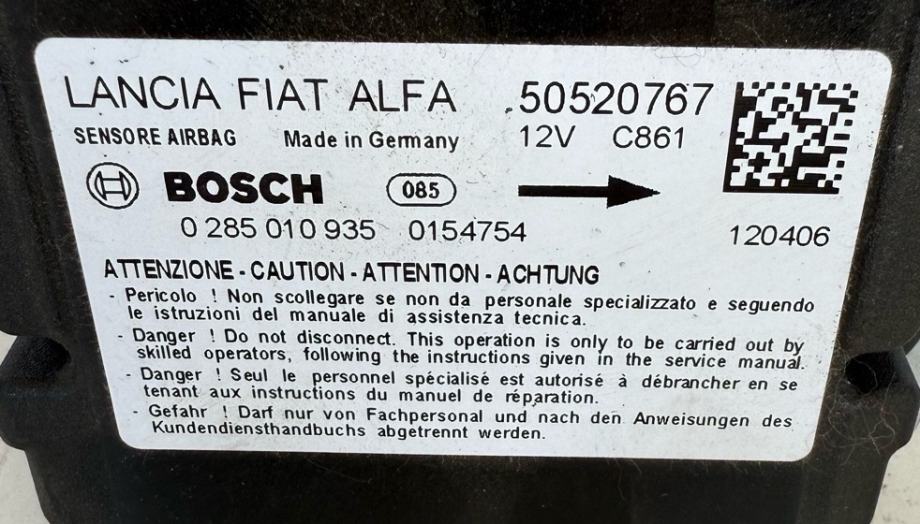 LANCIA FIAT ALFA .50520767
SENSORE AIRBAG Made in Germany 12V C861
BOSCH 085
0 285 010 935 0154754 120406
ATTENZIONE - CAUTION - ATTENTION - ACHTUNG
- Pericolo ! Non scollegare se non da personale specializzato e seguendo
le istruzioni del manuale di assistenza tecnica.
- Danger ! Do not disconnect. This operation is only to be carried out by
skilled operators, following the instructions given in the service manual.
- Danger ! Seul le personnel spécialisé est autorisé à débrancher en se
tenant aux instructions du manuel de réparation.
- Gefahr ! Darf nur von Fachpersonal und nach den Anweisungen des
Kundendiensthandbuchs abgetrennt werden.